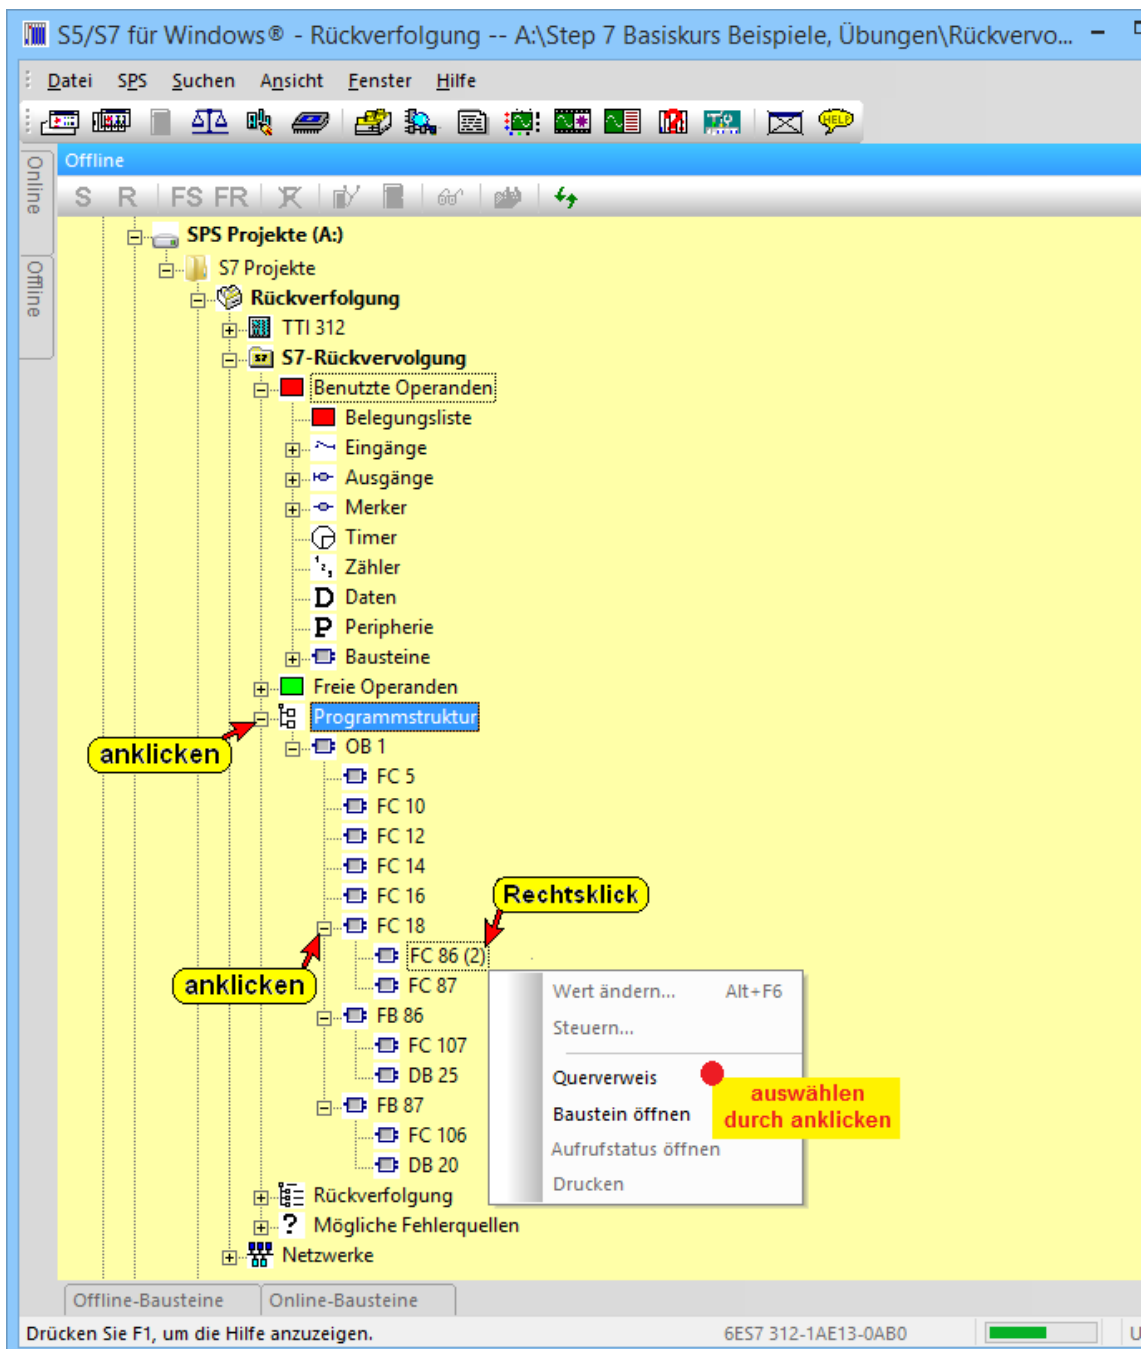 S5/S7 für Windows® - Rückverfolgung -- A:\Step 7 Basiskurs Beispiele, Übungen\Rückvervo...
Datei SPS Suchen Ansicht Fenster Hilfe
HELP
Online
Offline
Offline
S R FS FR
SPS Projekte (A:)
S7 Projekte
Rückverfolgung
TTI 312
S7-Rückvervolgung
Benutzte Operanden
Belegungsliste
Eingänge
Ausgänge
Merker
Timer
Zähler
D Daten
P Peripherie
Bausteine
Freie Operanden
Programmstruktur
anklicken
OB 1
FC 5
FC 10
FC 12
FC 14
FC 16
Rechtsklick
FC 18
FC 86 (2)
anklicken
FC 87
FB 86
FC 107
DB 25
FB 87
FC 106
DB 20
Wert ändern... Alt+F6
Steuern...
Querverweis
Baustein öffnen
Aufrufstatus öffnen
Drucken
auswählen
durch anklicken
Rückverfolgung
? Mögliche Fehlerquellen
Netzwerke
Offline-Bausteine Online-Bausteine
Drücken Sie F1, um die Hilfe anzuzeigen. 6ES7 312-1AE13-0AB0 U